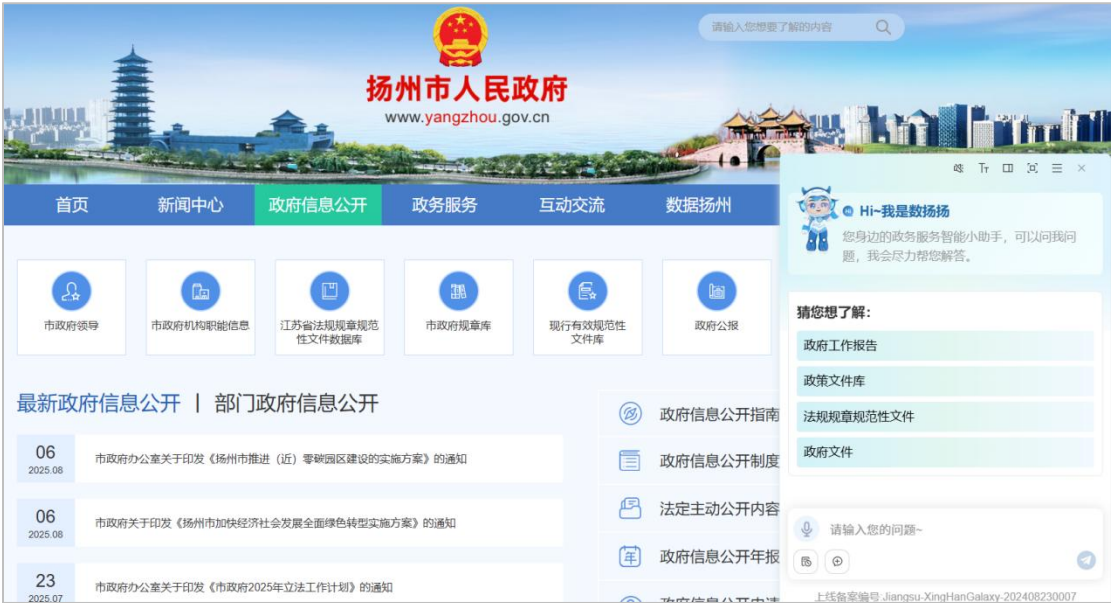 请输入您想要了解的内容
扬州市人民政府
www.yangzhou.gov.cn
首页
新闻中心
政府信息公开
政务服务
互动交流
数据扬州
市政府领导
市政府机构职能信息
江苏省法规规章规范
性文件数据库
市政府规章库
现行有效规范性
文件库
政府公报
最新政府信息公开 | 部门政府信息公开
06
2025.08
市政府办公室关于印发《扬州市推进（近）零碳园区建设的实施方案》的通知
06
2025.08
市政府关于印发《扬州市加快经济社会发展全面绿色转型实施方案》的通知
23
2025.07
市政府办公室关于印发《市政府2025年立法工作计划》的通知
政府信息公开指南
政府信息公开制度
法定主动公开内容
政府信息公开年报
Hi~我是数扬扬
您身边的政务服务智能小助手，可以问我问
题，我会尽力帮您解答。
猜您想了解：
政府工作报告
政策文件库
法规规章规范性文件
政府文件
请输入您的问题~
上线备案编号 Jiangsu-XingHanGalaxy-202408230007